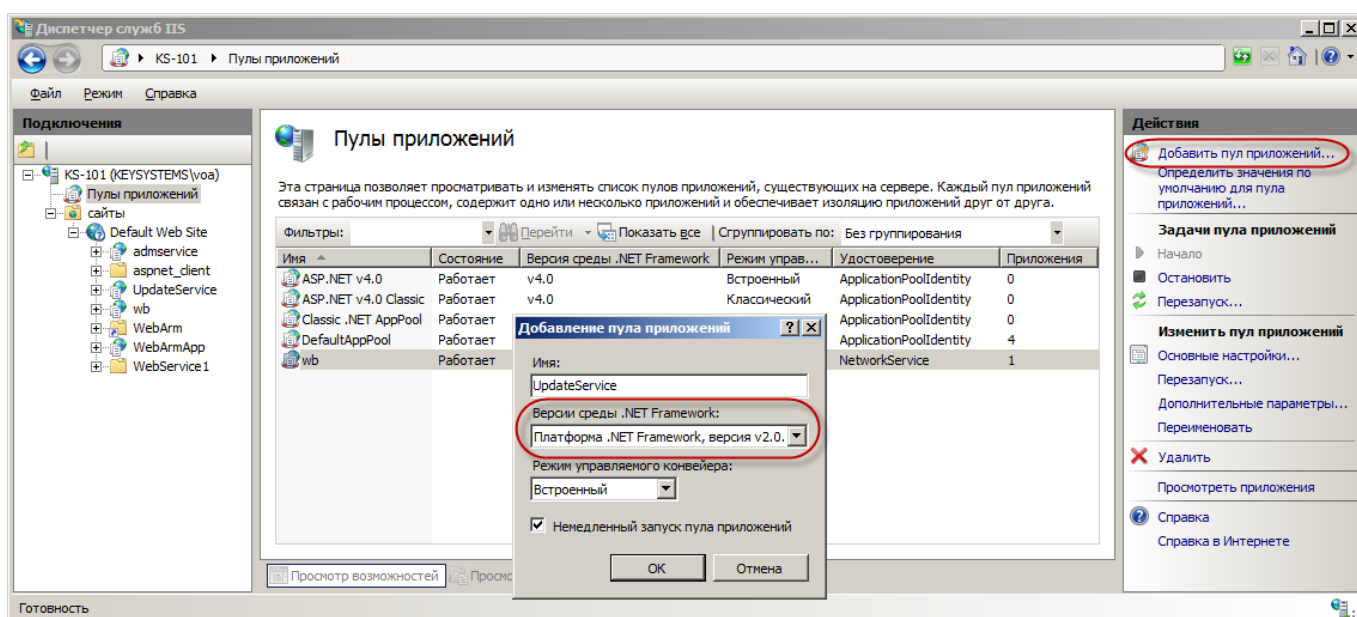 Диспетчер служб IIS
KS-101 Пулы приложений
Файл Режим Справка
Подключения
KS-101 (KEYSYSTEMS\voa)
Пулы приложений
сайты
Default Web Site
admservice
aspnet_client
UpdateService
wb
WebArm
WebArmApp
WebService1
Пулы приложений
Эта страница позволяет просматривать и изменять список пулов приложений, существующих на сервере. Каждый пул приложений
связан с рабочим процессом, содержит одно или несколько приложений и обеспечивает изоляцию приложений друг от друга.
Фильтры: Перейти Показать все Сгруппировать по: Без группирования
Имя Состояние Версия среды .NET Framework Режим управ... Удостоверение Приложения
ASP.NET v4.0 Работает v4.0 Встроенный ApplicationPoolIdentity 0
ASP.NET v4.0 Classic Работает v4.0 Классический ApplicationPoolIdentity 0
Classic .NET AppPool Работает ApplicationPoolIdentity 0
DefaultAppPool Работает ApplicationPoolIdentity 4
wb Работает NetworkService 1
Добавление пула приложений
Имя:
UpdateService
Версии среды .NET Framework:
Платформа .NET Framework, версия v2.0.
Режим управляемого конвейера:
Встроенный
Немедленный запуск пула приложений
OK Отмена
Просмотр возможностей
Действия
Добавить пул приложений...
Определить значения по
умолчанию для пула
приложений...
Задачи пула приложений
Начало
Остановить
Перезапуск...
Изменить пул приложений
Основные настройки...
Перезапуск...
Дополнительные параметры...
Переименовать
Удалить
Просмотреть приложения
Справка
Справка в Интернете
Готовность